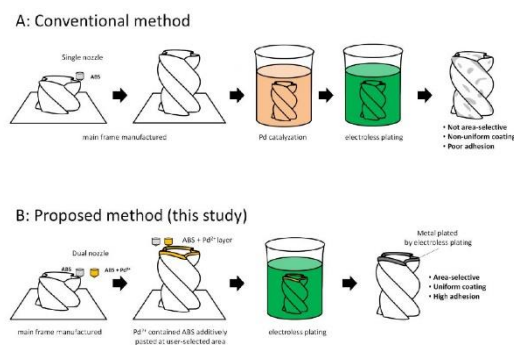 A: Conventional method
Single nozzle
ABS
main frame manufactured
Pd catalyzation
electroless plating
• Not area-selective
• Non-uniform coating
• Poor adhesion
B: Proposed method (this study)
Dual nozzle
ABS
ABS + Pd²⁺
ABS + Pd²⁺ layer
Metal plated
by electroless plating
• Area-selective
• Uniform coating
• High adhesion
main frame manufactured
Pd²⁺ contained ABS additively
pasted at user-selected area
electroless plating